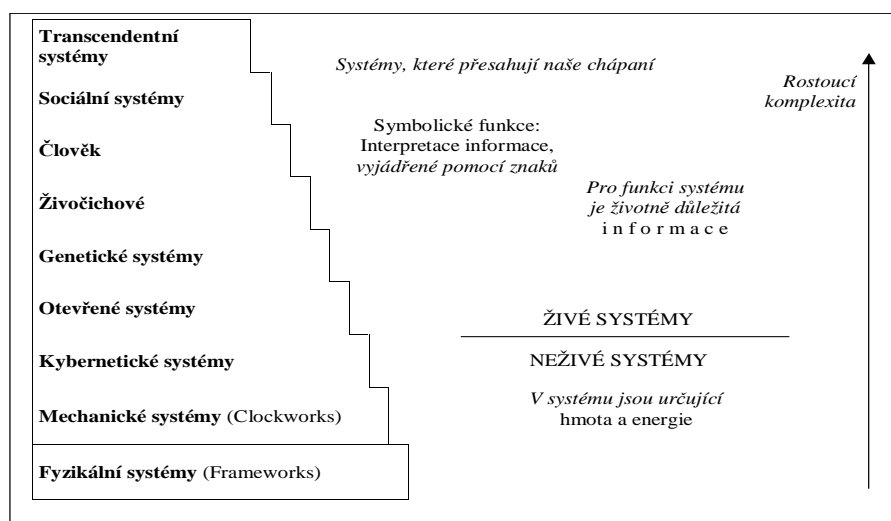 Transcendentní
systémy
Systémy, které přesahují naše chápaní
Rostoucí
komplexita
Sociální systémy
Symbolické funkce:
Interpretace informace,
vyjádřené pomocí znaků
Člověk
Pro funkci systému
je životně důležitá
informace
Živočichové
Genetické systémy
Otevřené systémy
ŽIVÉ SYSTÉMY
NEŽIVÉ SYSTÉMY
Kybernetické systémy
V systému jsou určující
hmota a energie
Mechanické systémy (Clockworks)
Fyzikální systémy (Frameworks)